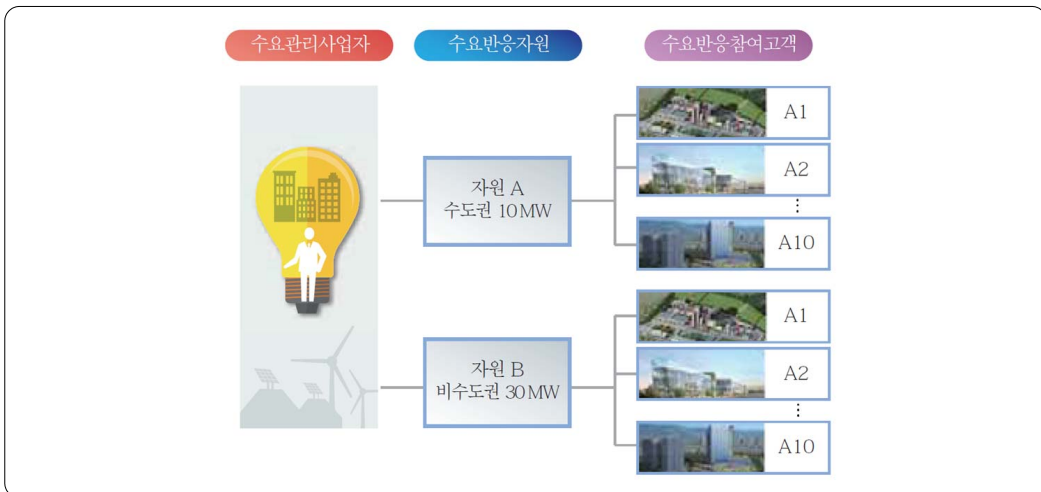 수요관리사업자
수요반응자원
수요반응참여고객
자원 A
수도권 10MW
A1
A2
⋮
A10
자원 B
비수도권 30MW
A1
A2
⋮
A10